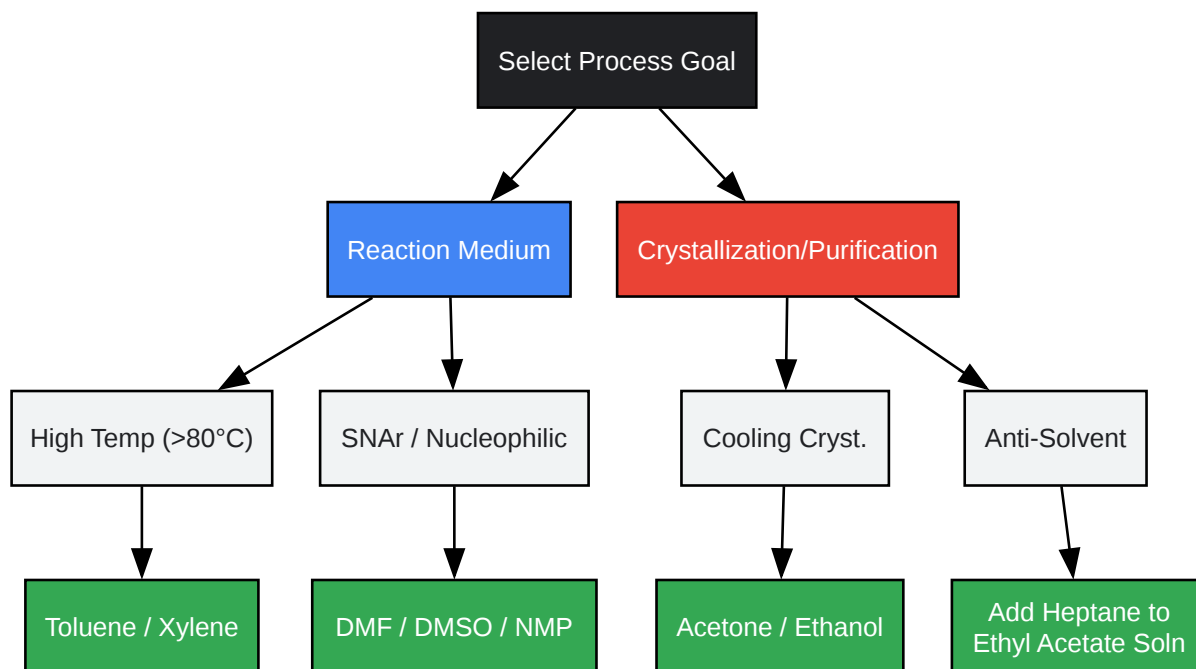 Select Process Goal
Reaction Medium
Crystallization/Purification
High Temp (>80°C)
SNAr / Nucleophilic
Cooling Cryst.
Anti-Solvent
Toluene / Xylene
DMF / DMSO / NMP
Acetone / Ethanol
Add Heptane to
Ethyl Acetate Soln